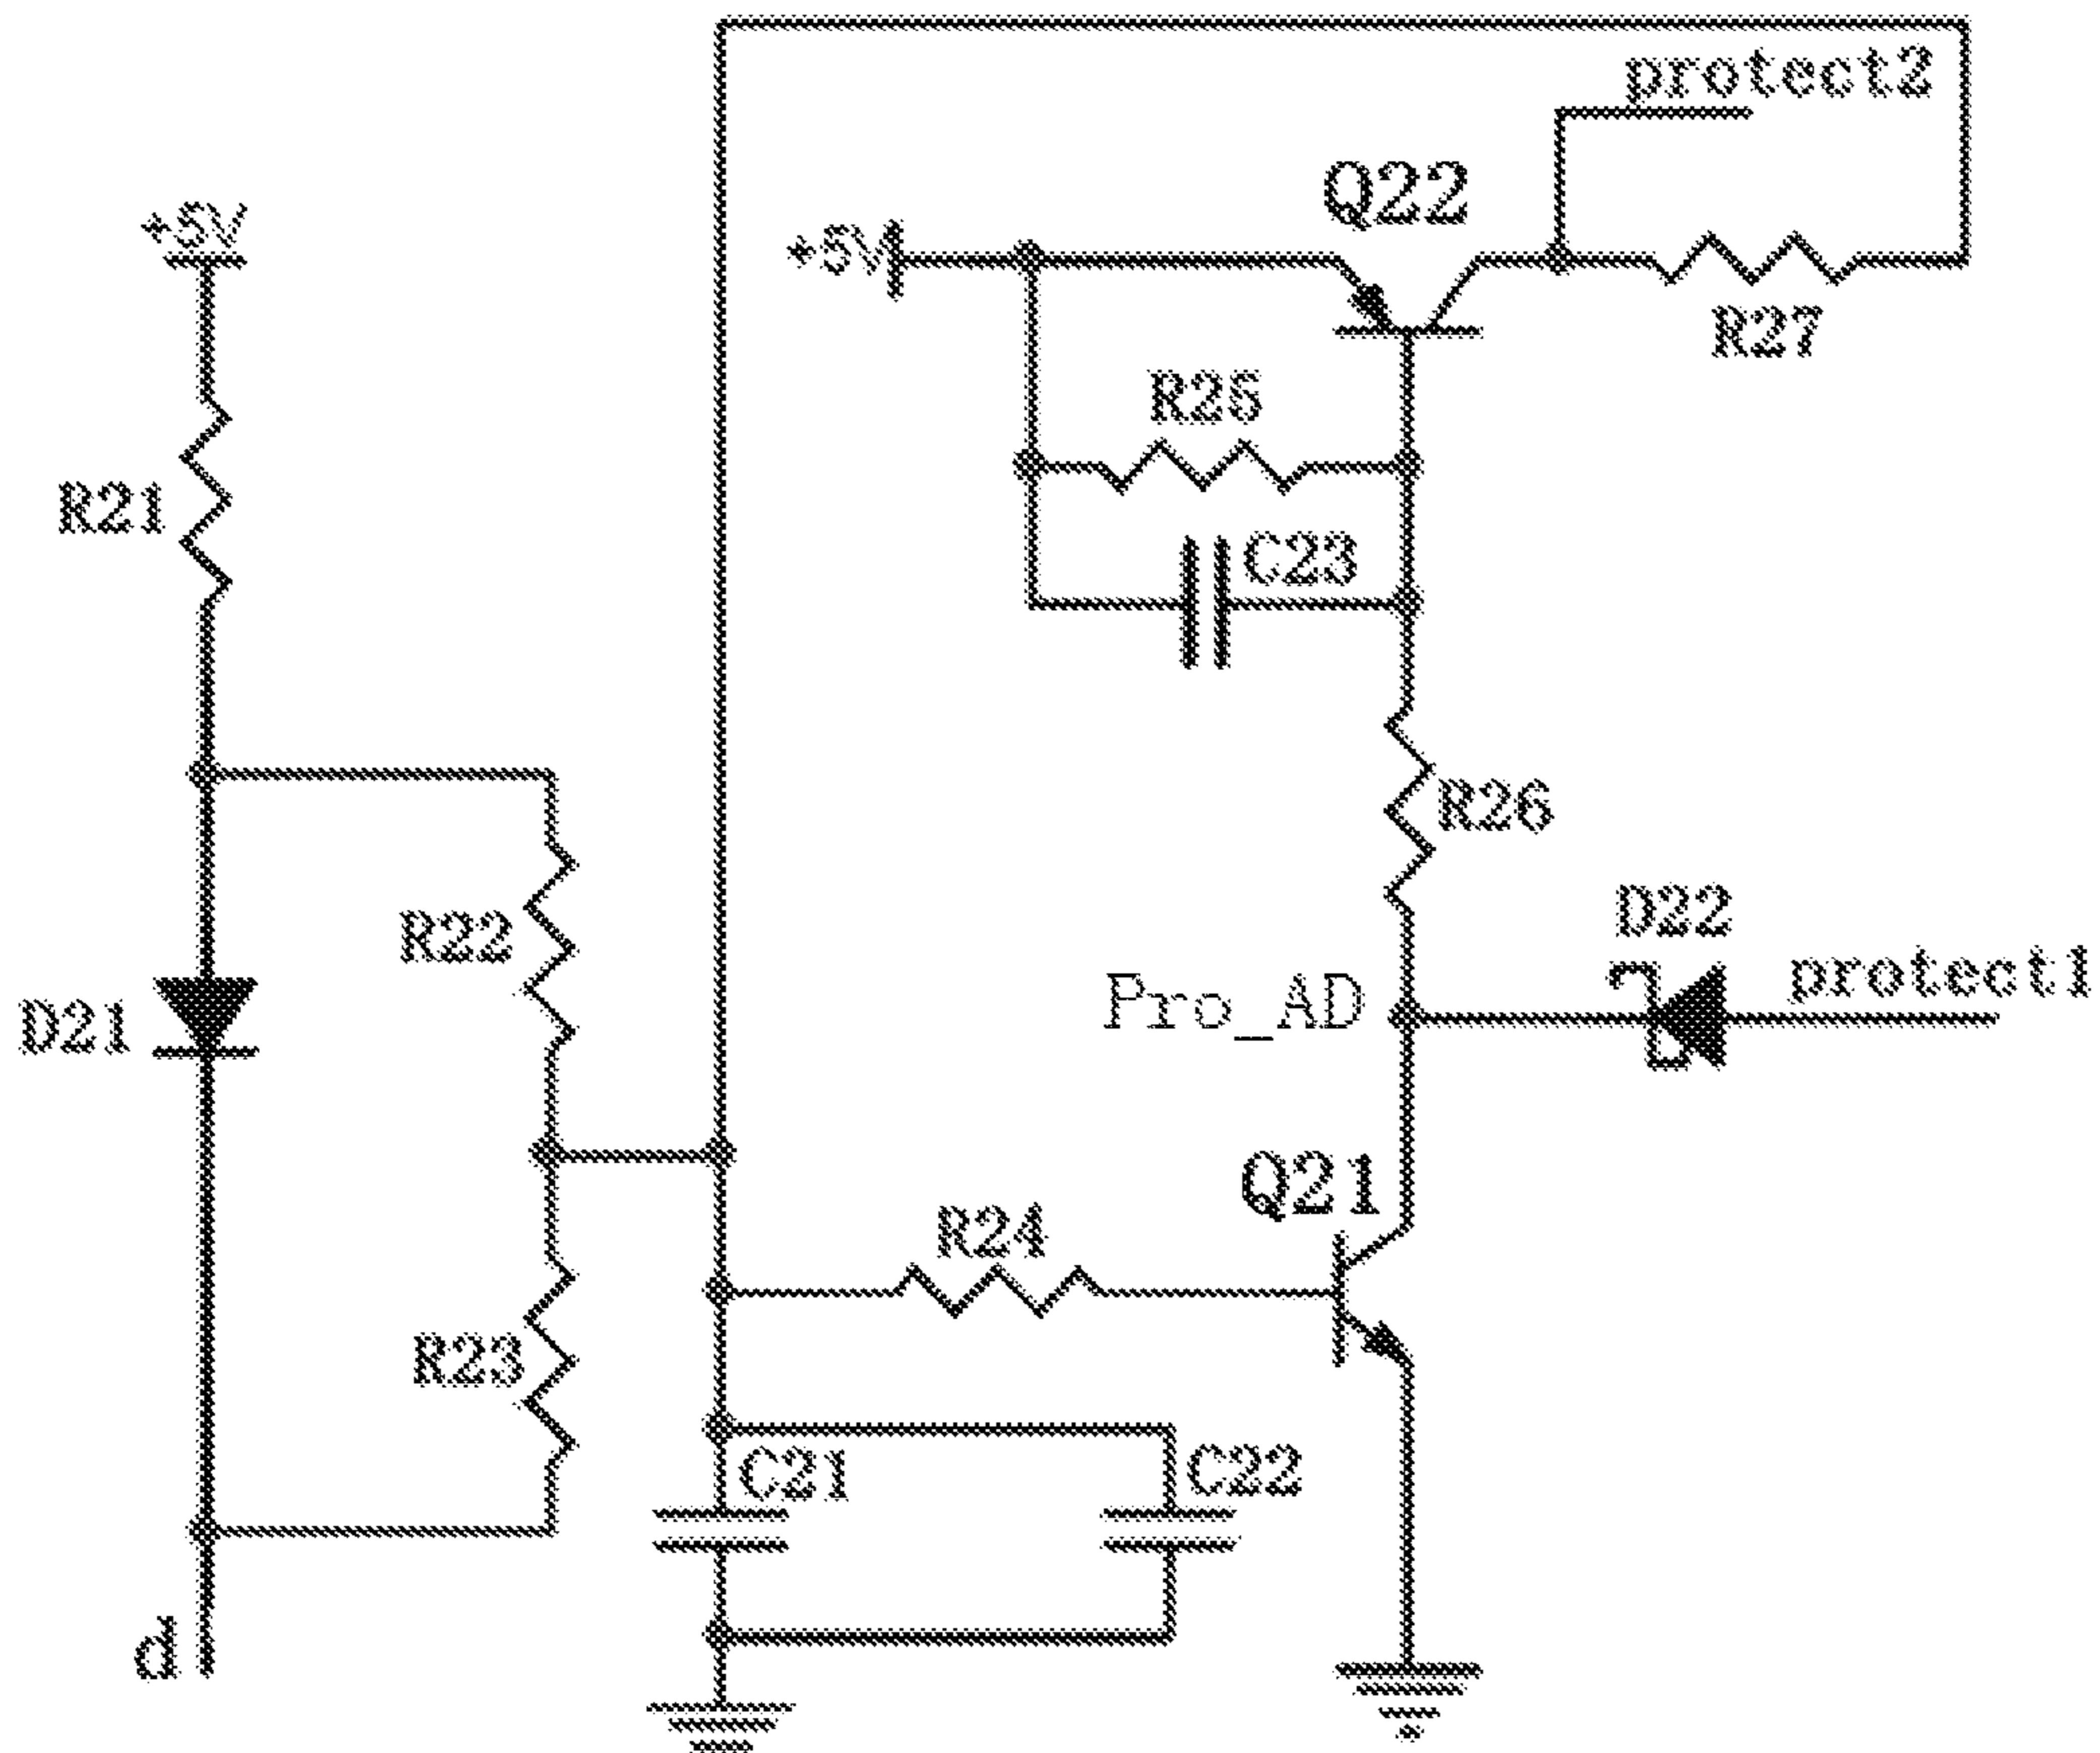 protect2
Q22
+5V
+5V
R27
R25
R21
C23
R26
D22
R22
protect1
Pro_AD
D21
Q21
R24
R23
C21
C22
d